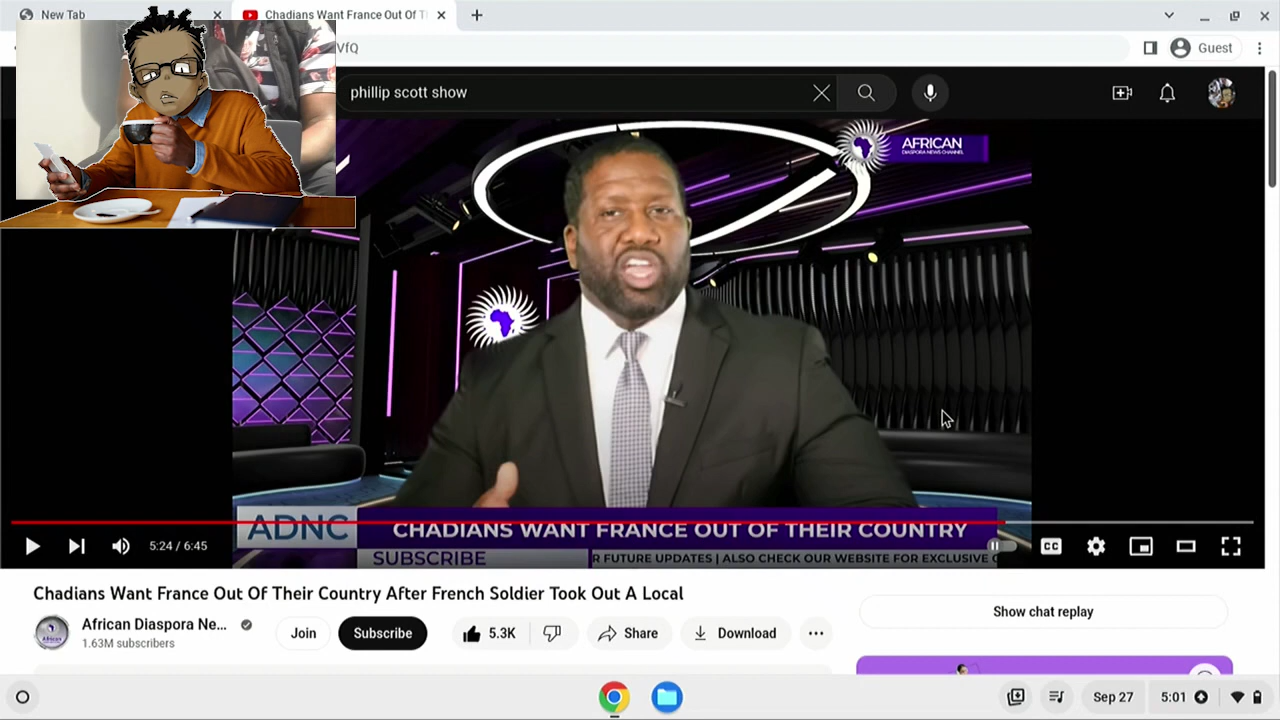 New Tab
Chadians Want France Out Of T
VfQ
Guest
phillip scott show
AFRICAN
DIASPORA NEWS CHANNEL
ADNC
CHADIANS WANT FRANCE OUT OF THEIR COUNTRY
SUBSCRIBE
R FUTURE UPDATES | ALSO CHECK OUR WEBSITE FOR EXCLUSIVE
5:24 / 6:45
CC
Chadians Want France Out Of Their Country After French Soldier Took Out A Local
African Diaspora Ne...
1.63M subscribers
Join
Subscribe
5.3K
Share
Download
Show chat replay
Sep 27
5:01